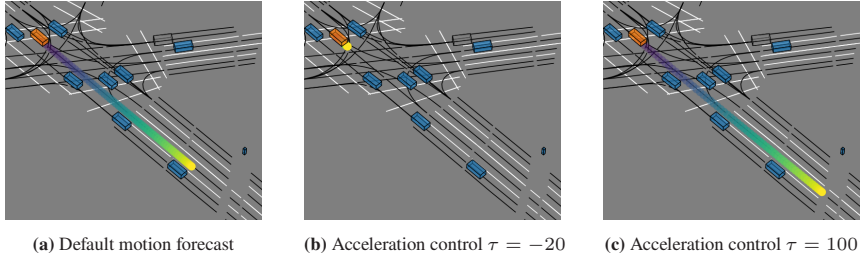 (a) Default motion forecast
(b) Acceleration control τ = −20
(c) Acceleration control τ = 100